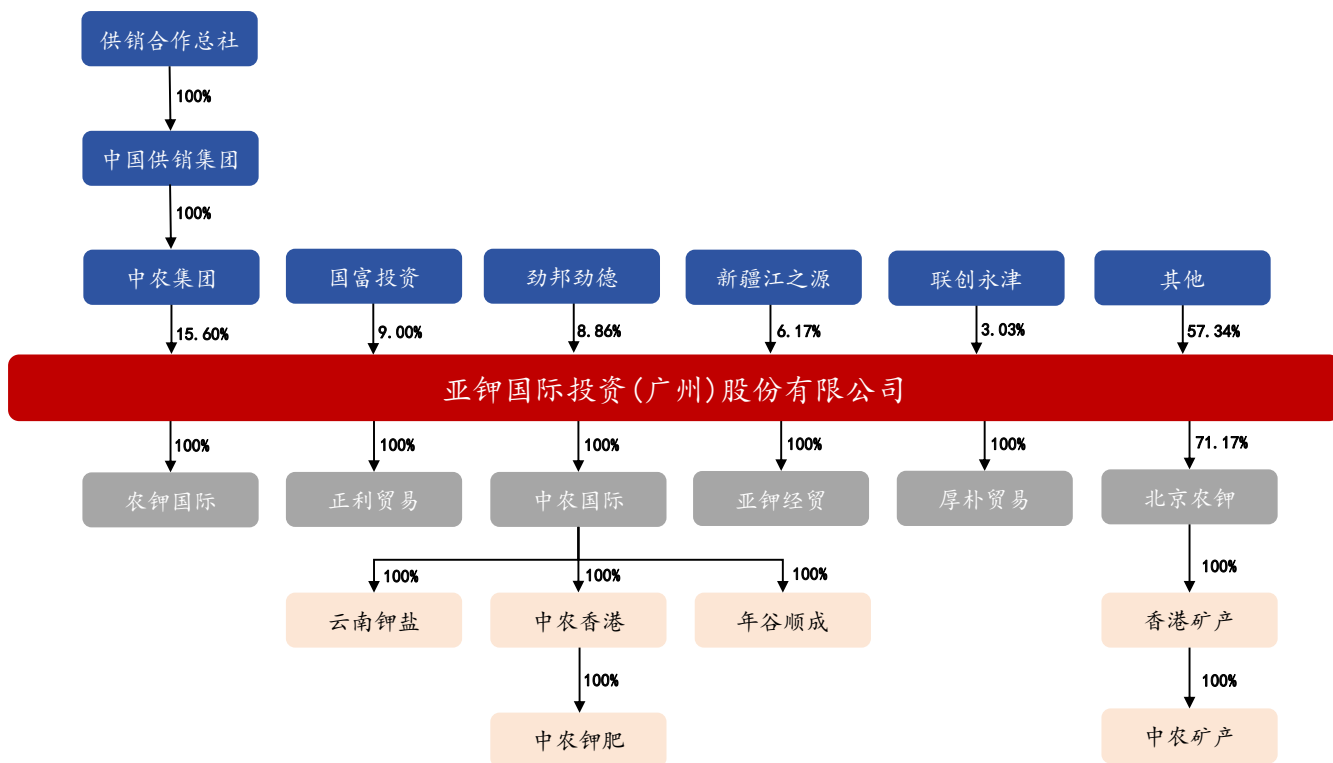 供销合作总社
100%
中国供销集团
100%
中农集团
国富投资
劲邦劲德
新疆江之源
联创永津
其他
15.60%
9.00%
8.86%
6.17%
3.03%
57.34%
亚钾国际投资(广州)股份有限公司
100%
100%
100%
100%
100%
71.17%
农钾国际
正利贸易
中农国际
亚钾经贸
厚朴贸易
北京农钾
100%
100%
100%
100%
云南钾盐
中农香港
年谷顺成
香港矿产
100%
100%
中农钾肥
中农矿产